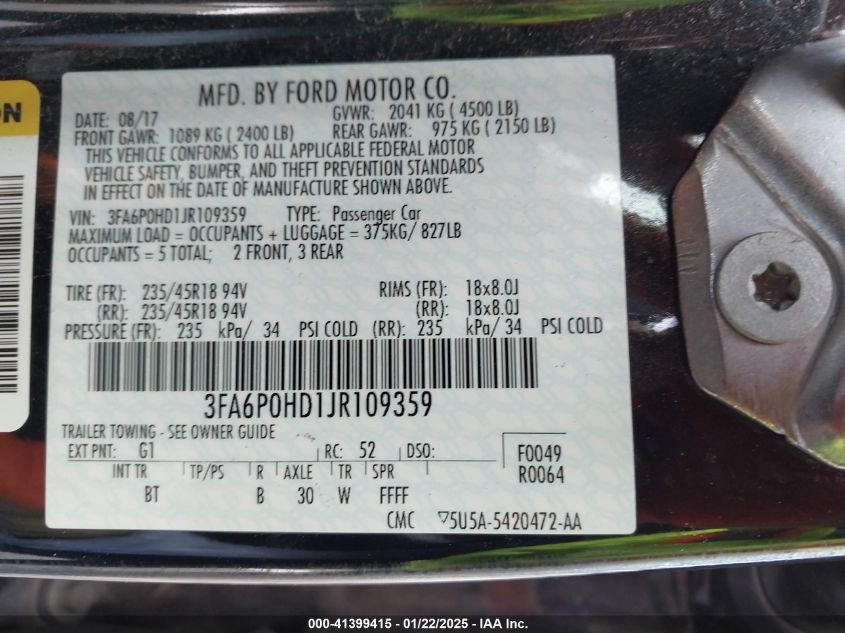 ON
MFD. BY FORD MOTOR CO.
DATE: 08/17 GVWR: 2041 KG ( 4500 LB)
FRONT GAWR: 1089 KG ( 2400 LB) REAR GAWR: 975 KG ( 2150 LB)
THIS VEHICLE CONFORMS TO ALL APPLICABLE FEDERAL MOTOR
VEHICLE SAFETY, BUMPER, AND THEFT PREVENTION STANDARDS
IN EFFECT ON THE DATE OF MANUFACTURE SHOWN ABOVE.
VIN: 3FA6P0HD1JR109359 TYPE: Passenger Car
MAXIMUM LOAD = OCCUPANTS + LUGGAGE = 375KG/ 827LB
OCCUPANTS = 5 TOTAL; 2 FRONT, 3 REAR
TIRE (FR): 235/45R18 94V RIMS (FR): 18x8.0J
(RR): 235/45R18 94V (RR): 18x8.0J
PRESSURE (FR): 235 kPa/ 34 PSI COLD (RR): 235 kPa/ 34 PSI COLD
3FA6P0HD1JR109359
TRAILER TOWING - SEE OWNER GUIDE
EXT PNT: G1 RC: 52 DSO: F0049
R0064
INT TR TP/PS R AXLE TR SPR
BT B 30 W FFFF
CMC ▽5U5A-5420472-AA
000-41399415 - 01/22/2025 - IAA Inc.